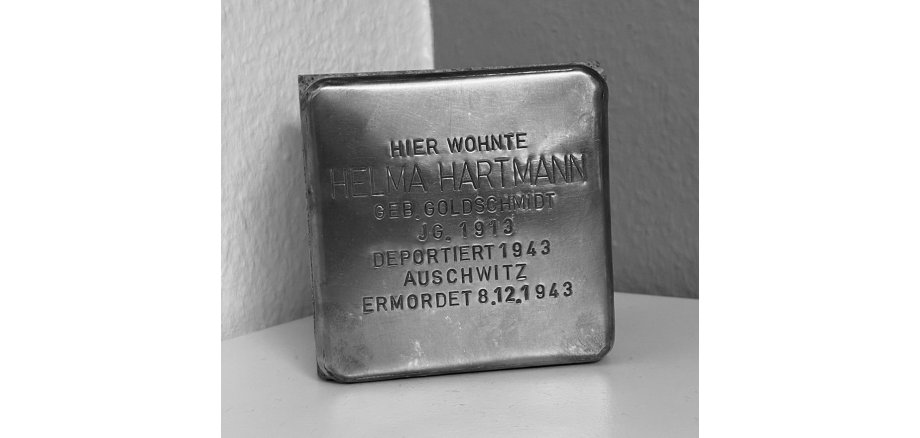 HIER WOHNTE
HELMA HARTMANN
GEB. GOLDSCHMIDT
JG. 1913
DEPORTIERT 1943
AUSCHWITZ
ERMORDET 8.12.1943